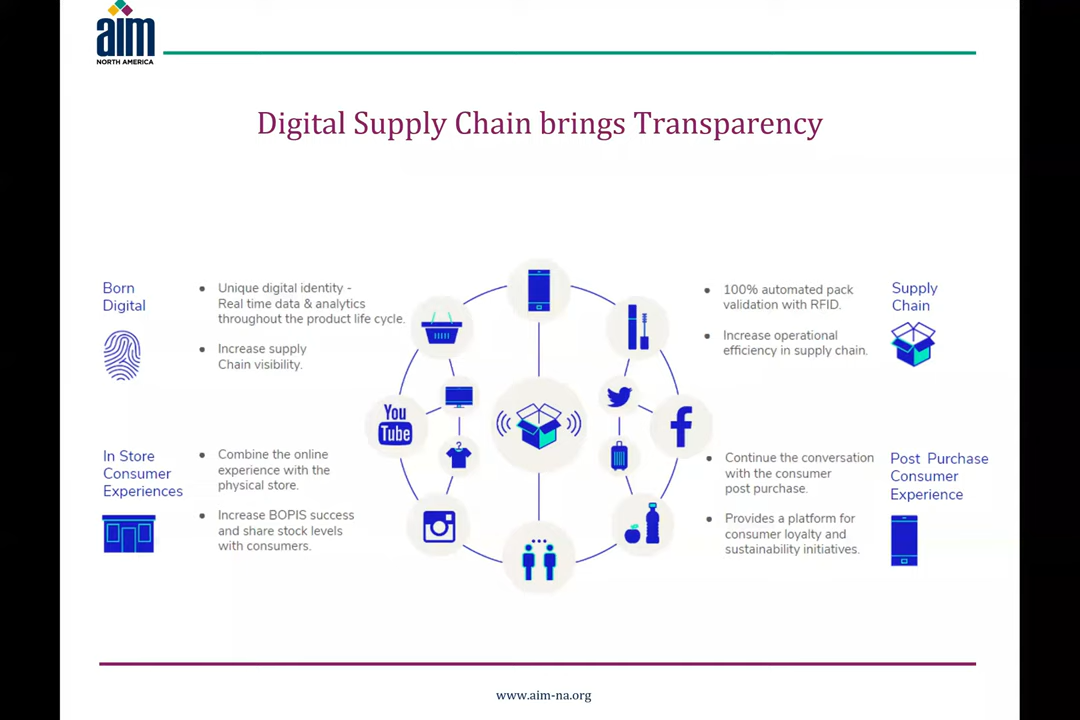 aim
NORTH AMERICA
Digital Supply Chain brings Transparency
Born
Digital
• Unique digital identity -
Real time data & analytics
throughout the product life cycle.
• Increase supply
Chain visibility.
• 100% automated pack
validation with RFID.
• Increase operational
efficiency in supply chain.
Supply
Chain
You
Tube
f
?
In Store
Consumer
Experiences
• Combine the online
experience with the
physical store.
• Increase BOPIS success
and share stock levels
with consumers.
• Continue the conversation
with the consumer
post purchase.
• Provides a platform for
consumer loyalty and
sustainability initiatives.
Post Purchase
Consumer
Experience
www.aim-na.org